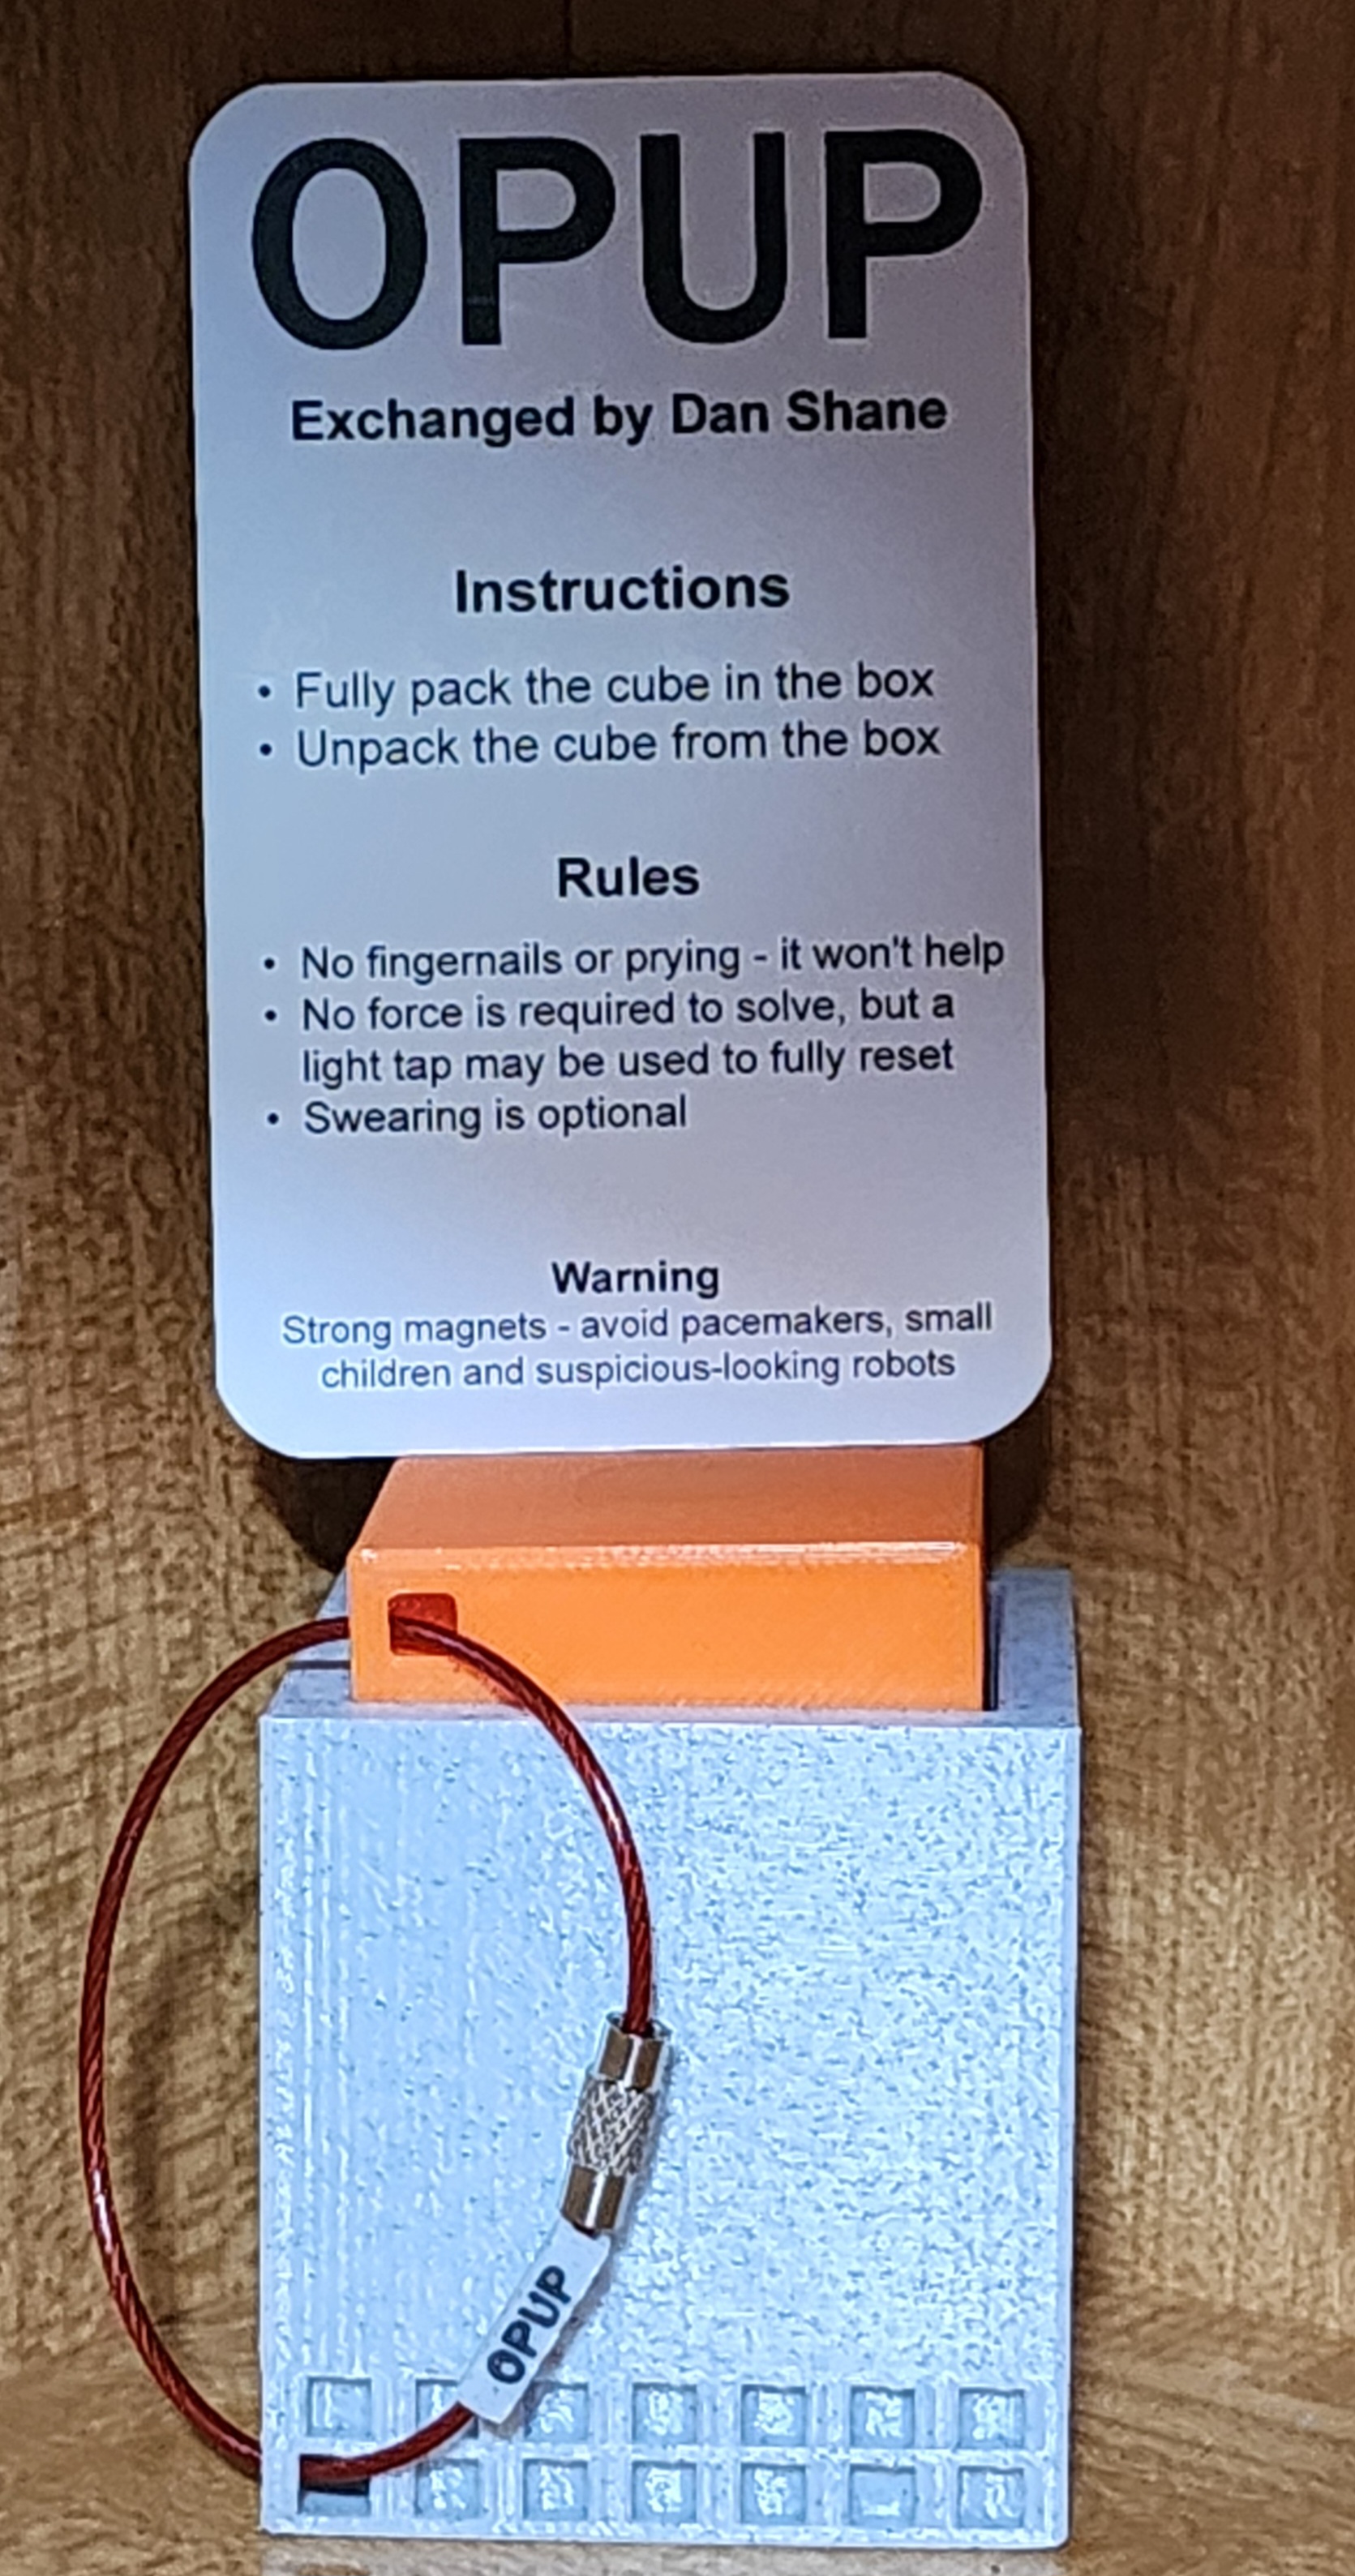 OPUP
Exchanged by Dan Shane
Instructions
• Fully pack the cube in the box
• Unpack the cube from the box
Rules
• No fingernails or prying - it won't help
• No force is required to solve, but a
light tap may be used to fully reset
• Swearing is optional
Warning
Strong magnets - avoid pacemakers, small
children and suspicious-looking robots
OPUP